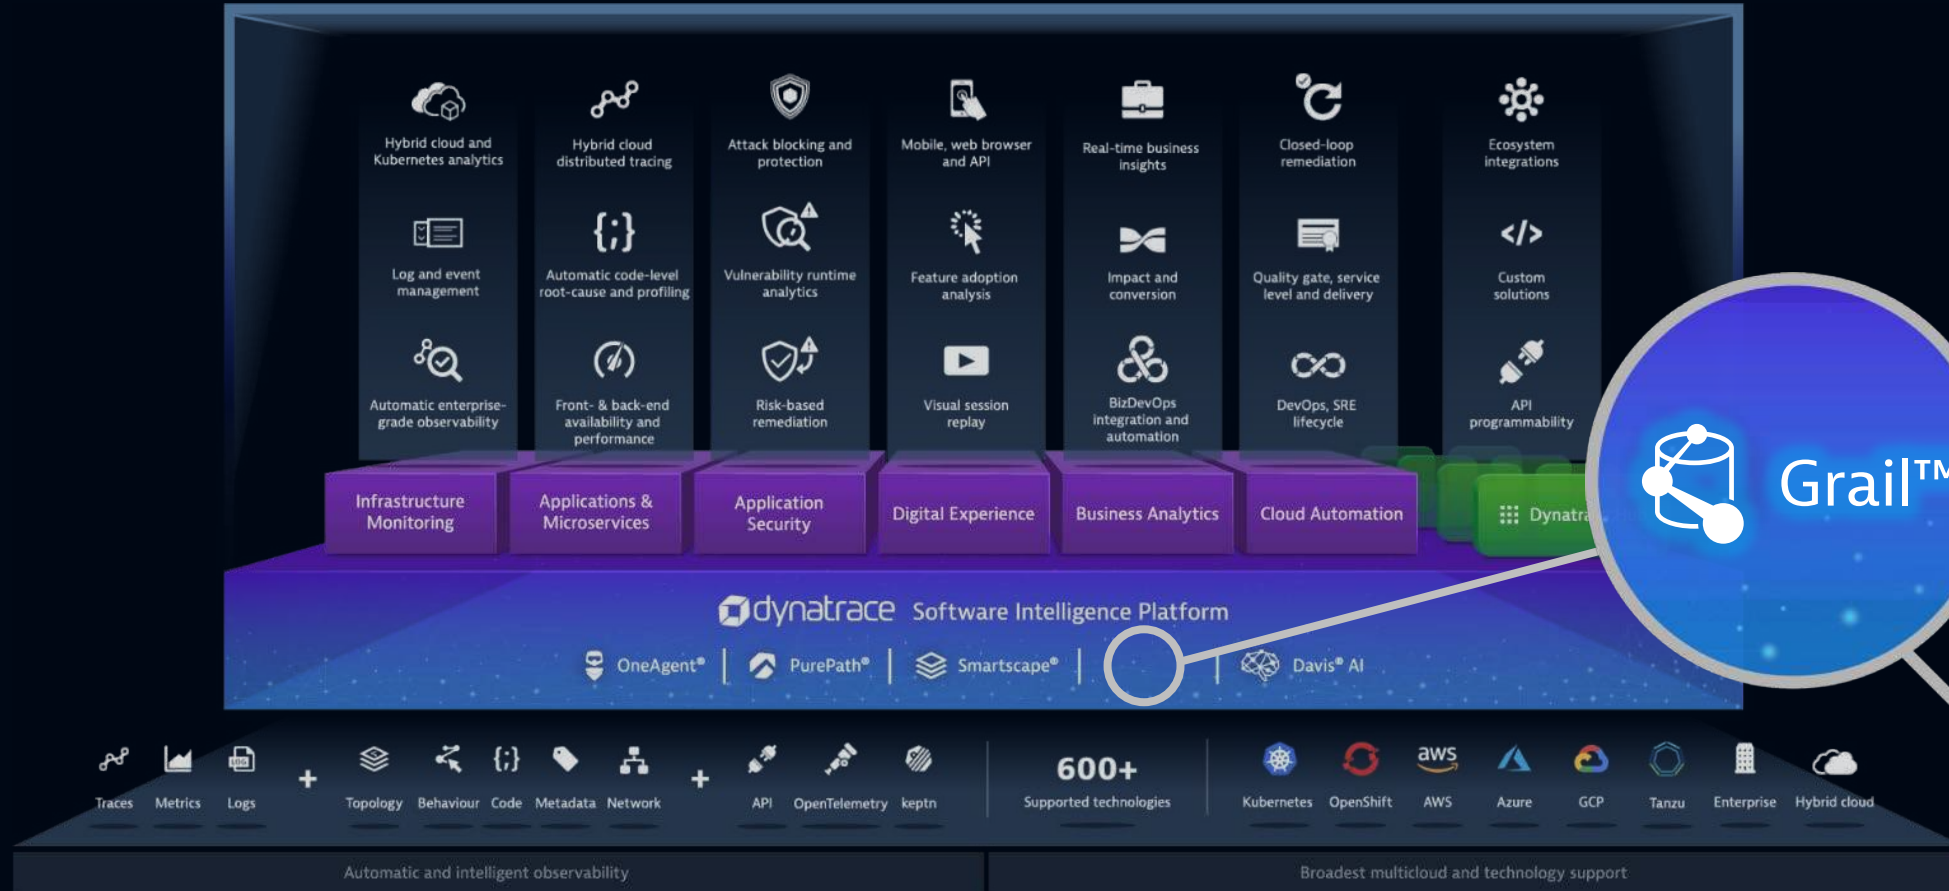 Hybrid cloud and
Kubernetes analytics
Hybrid cloud
distributed tracing
Attack blocking and
protection
Mobile, web browser
and API
Real-time business
insights
Closed-loop
remediation
Ecosystem
integrations
Log and event
management
Automatic code-level
root-cause and profiling
Vulnerability runtime
analytics
Feature adoption
analysis
Impact and
conversion
Quality gate, service
level and delivery
Custom
solutions
Automatic enterprise-
grade observability
Front- & back-end
availability and
performance
Risk-based
remediation
Visual session
replay
BizDevOps
integration and
automation
DevOps, SRE
lifecycle
API
programmability
Infrastructure
Monitoring
Applications &
Microservices
Application
Security
Digital Experience
Business Analytics
Cloud Automation
Dynatra
Grail™
dynatrace Software Intelligence Platform
OneAgent®
PurePath®
Smartscape®
Davis® AI
LOG
Traces
Metrics
Logs
+
Topology
Behaviour
Code
Metadata
Network
+
API
OpenTelemetry
keptn
600+
Supported technologies
aws
Kubernetes
OpenShift
AWS
Azure
GCP
Tanzu
Enterprise
Hybrid cloud
Automatic and intelligent observability
Broadest multicloud and technology support